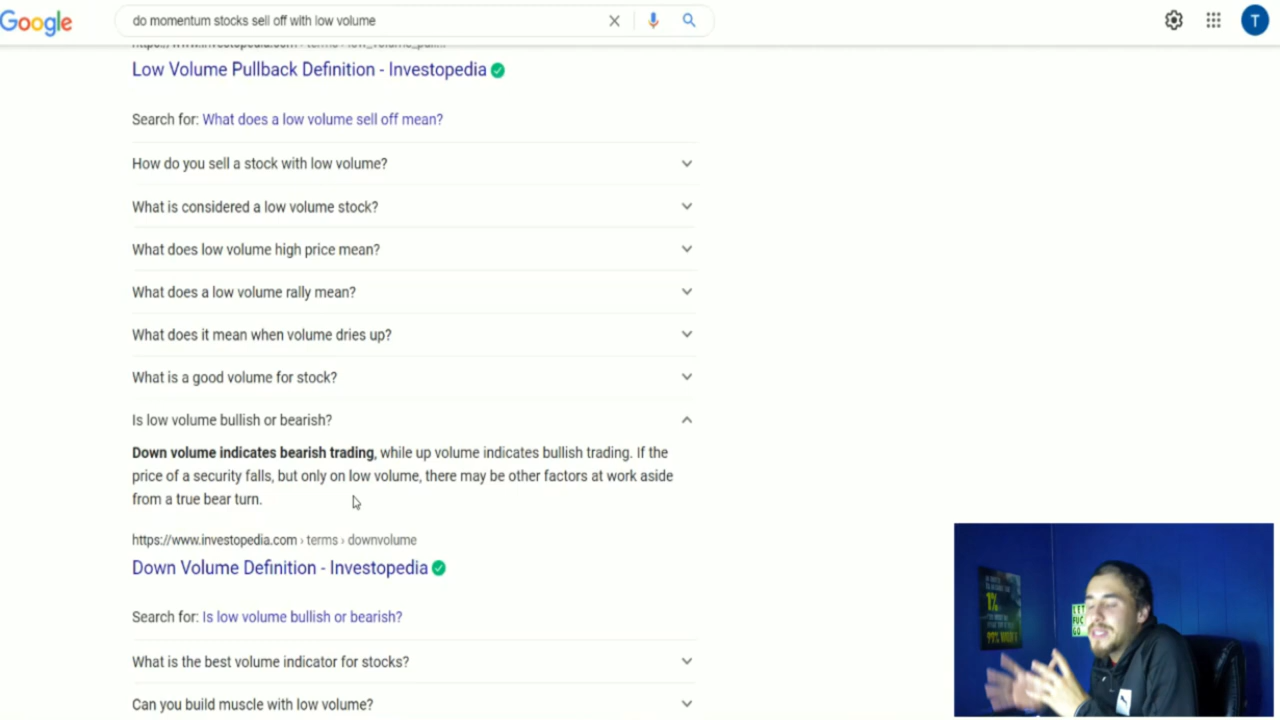 Google
do momentum stocks sell off with low volume
T
https://www.investopedia.com › terms › low_volume_pull...
Low Volume Pullback Definition - Investopedia
Search for: What does a low volume sell off mean?
How do you sell a stock with low volume?
What is considered a low volume stock?
What does low volume high price mean?
What does a low volume rally mean?
What does it mean when volume dries up?
What is a good volume for stock?
Is low volume bullish or bearish?
Down volume indicates bearish trading, while up volume indicates bullish trading. If the
price of a security falls, but only on low volume, there may be other factors at work aside
from a true bear turn.
https://www.investopedia.com › terms › downvolume
Down Volume Definition - Investopedia
Search for: Is low volume bullish or bearish?
What is the best volume indicator for stocks?
Can you build muscle with low volume?
1%